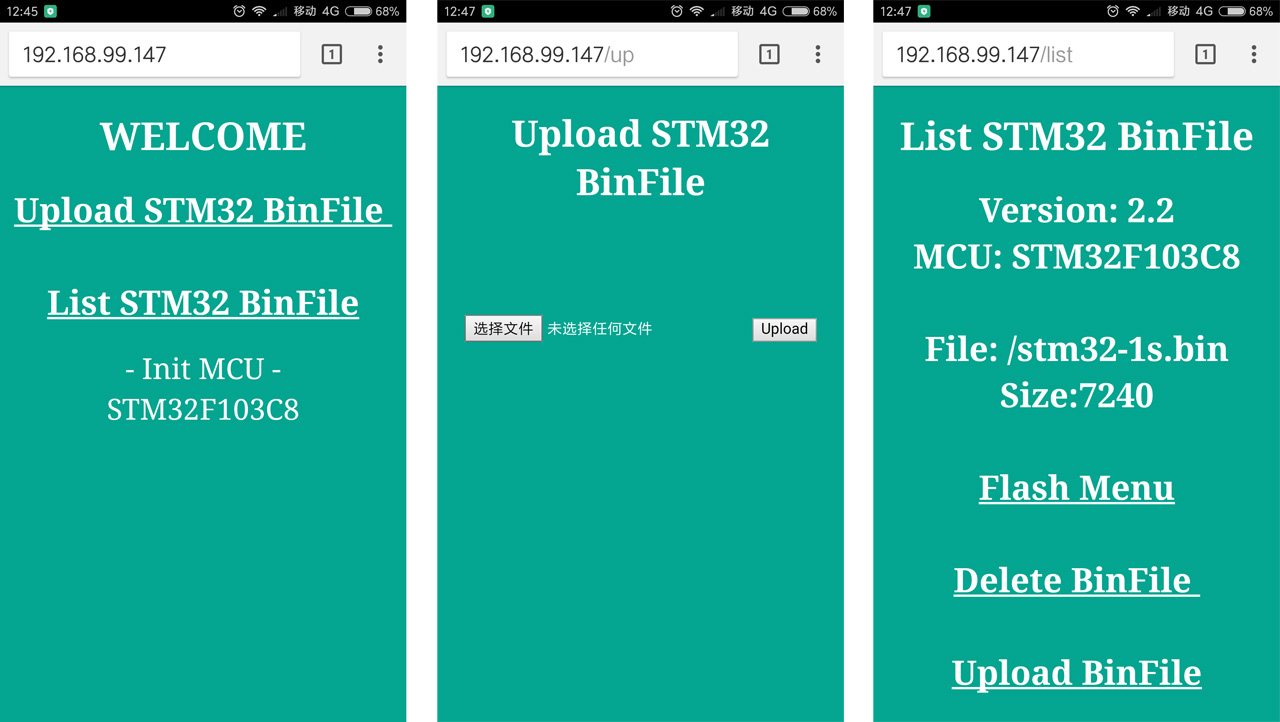 12:45 移动 4G 68%
192.168.99.147 1
WELCOME
Upload STM32 BinFile
List STM32 BinFile
- Init MCU -
STM32F103C8
12:47 移动 4G 68%
192.168.99.147/up 1
Upload STM32
BinFile
选择文件 未选择任何文件 Upload
12:47 移动 4G 68%
192.168.99.147/list 1
List STM32 BinFile
Version: 2.2
MCU: STM32F103C8
File: /stm32-1s.bin
Size:7240
Flash Menu
Delete BinFile
Upload BinFile